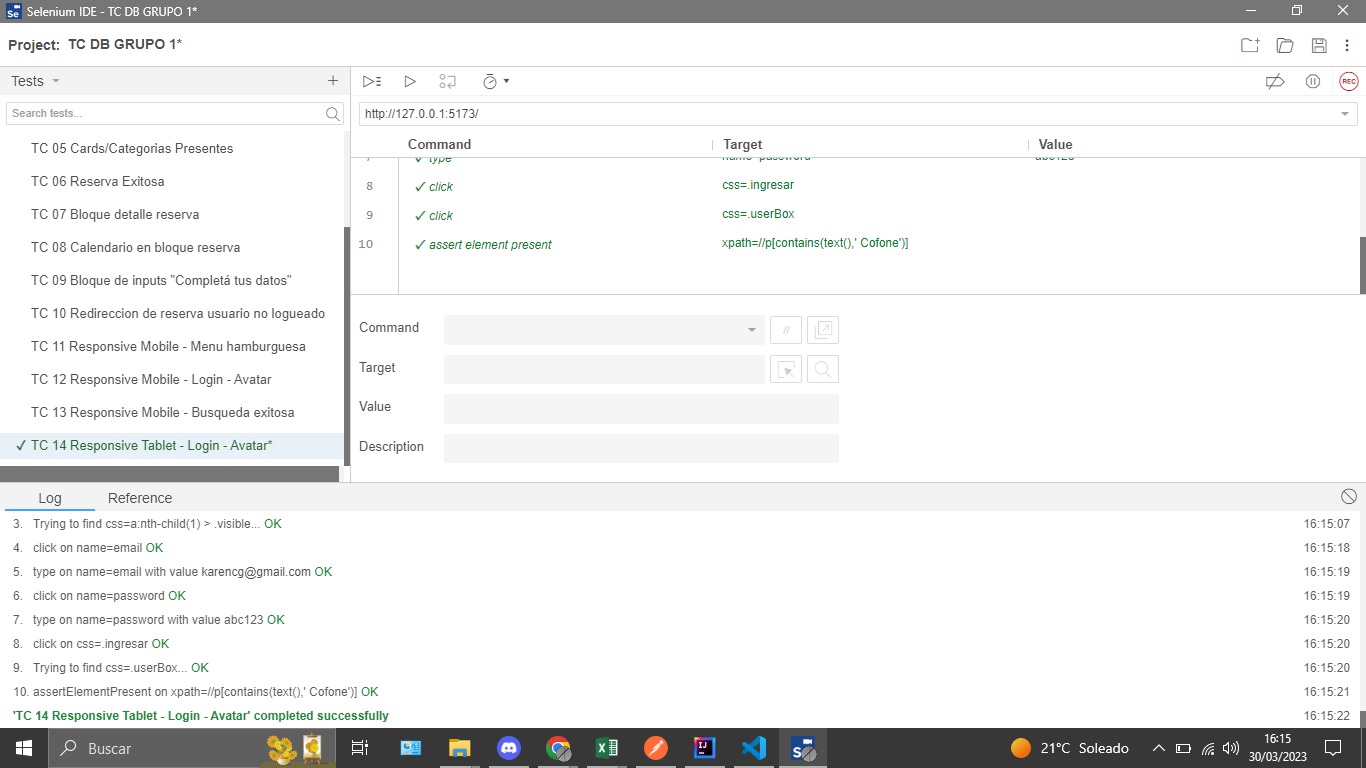 Selenium IDE - TC DB GRUPO 1*
Project: TC DB GRUPO 1*
Tests
Search tests...
TC 05 Cards/Categorias Presentes
TC 06 Reserva Exitosa
TC 07 Bloque detalle reserva
TC 08 Calendario en bloque reserva
TC 09 Bloque de inputs "Completá tus datos"
TC 10 Redireccion de reserva usuario no logueado
TC 11 Responsive Mobile - Menu hamburguesa
TC 12 Responsive Mobile - Login - Avatar
TC 13 Responsive Mobile - Busqueda exitosa
✓ TC 14 Responsive Tablet - Login - Avatar*
REC
http://127.0.0.1:5173/
Command Target Value
7 ✓ type name=password abc123
8 ✓ click css=.ingresar
9 ✓ click css=.userBox
10 ✓ assert element present xpath=//p[contains(text(),' Cofone')]
Command //
Target
Value
Description
Log Reference
3. Trying to find css=a:nth-child(1) > .visible... OK 16:15:07
4. click on name=email OK 16:15:18
5. type on name=email with value karencg@gmail.com OK 16:15:19
6. click on name=password OK 16:15:19
7. type on name=password with value abc123 OK 16:15:20
8. click on css=.ingresar OK 16:15:20
9. Trying to find css=.userBox... OK 16:15:20
10. assertElementPresent on xpath=//p[contains(text(),' Cofone')] OK 16:15:21
'TC 14 Responsive Tablet - Login - Avatar' completed successfully 16:15:22
Buscar
21°C Soleado
16:15
30/03/2023